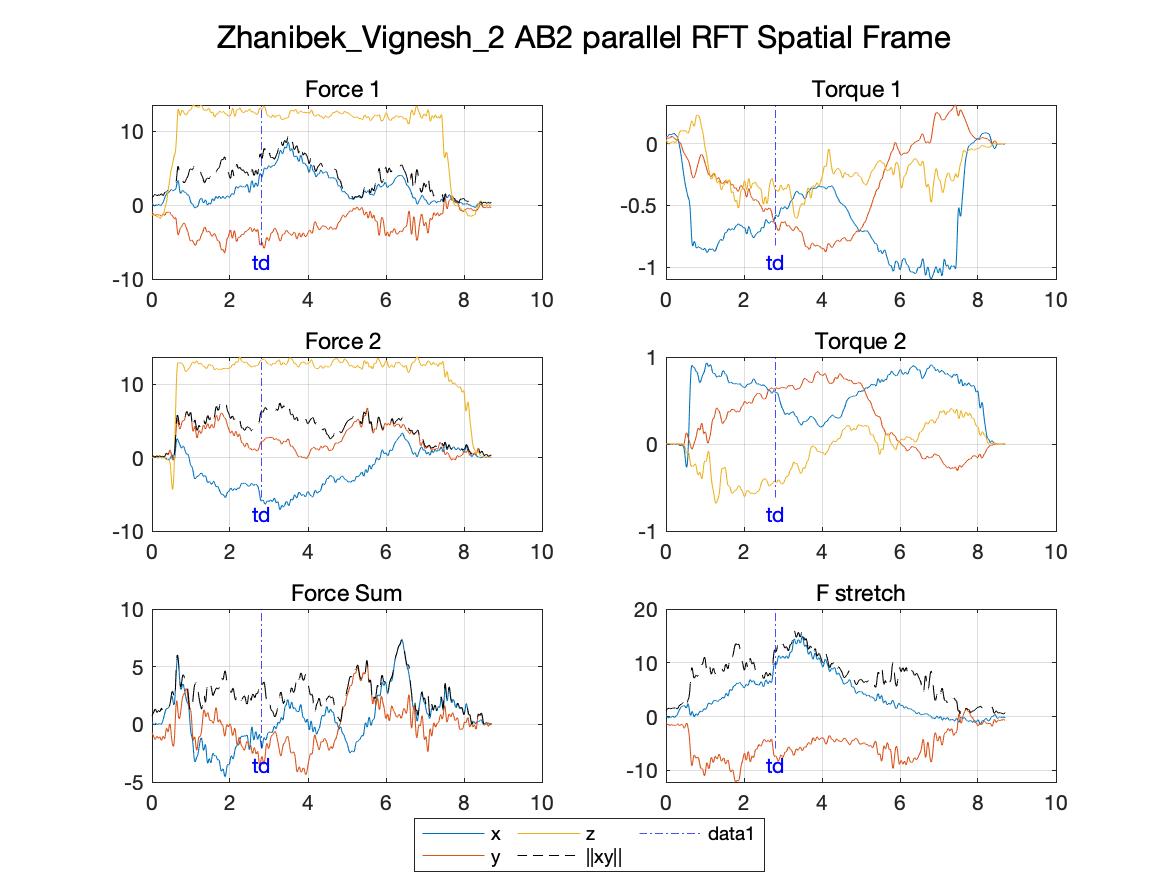 Zhanibek_Vignesh_2 AB2 parallel RFT Spatial Frame
Force 1
10
0
-10
td
0 2 4 6 8 10
Torque 1
0
-0.5
-1
td
0 2 4 6 8 10
Force 2
10
0
-10
td
0 2 4 6 8 10
Torque 2
1
0
-1
td
0 2 4 6 8 10
Force Sum
10
5
0
-5
td
0 2 4 6 8 10
F stretch
20
10
0
-10
td
0 2 4 6 8 10
x z data1
y ||xy||